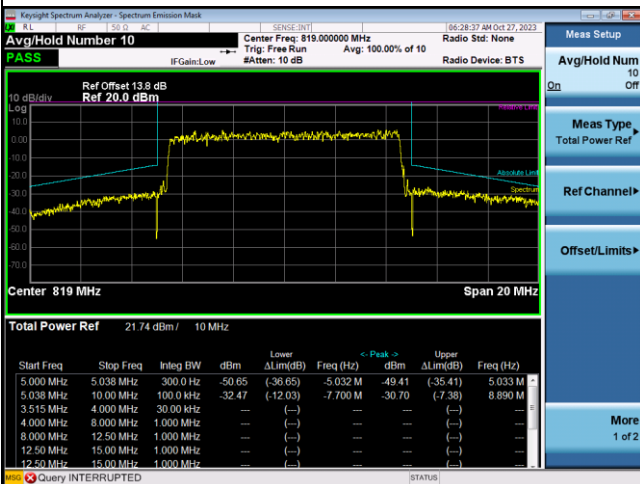 Keysight Spectrum Analyzer - Spectrum Emission Mask
RL RF 50 Ω AC SENSE:INT 06:28:37 AM Oct 27, 2023
Avg/Hold Number 10 Center Freq: 819.000000 MHz Radio Std: None
Trig: Free Run Avg: 100.00% of 10
PASS IFGain:Low #Atten: 10 dB Radio Device: BTS
Ref Offset 13.8 dB
10 dB/div Ref 20.0 dBm
Log
Relative Limit
10.0
0.00
-10.0
Absolute Limit
-20.0
Spectrum
-30.0
-40.0
-50.0
-60.0
-70.0
Center 819 MHz Span 20 MHz
Total Power Ref 21.74 dBm / 10 MHz
Lower <- Peak -> Upper
Start Freq Stop Freq Integ BW dBm ΔLim(dB) Freq (Hz) dBm ΔLim(dB) Freq (Hz)
5.000 MHz 5.038 MHz 300.0 Hz -50.65 (-36.65) -5.032 M -49.41 (-35.41) 5.033 M
5.038 MHz 10.00 MHz 100.0 kHz -32.47 (-12.03) -7.700 M -30.70 (-7.38) 8.890 M
3.515 MHz 4.000 MHz 30.00 kHz --- (---) --- (---)
4.000 MHz 8.000 MHz 1.000 MHz --- (---) --- (---)
8.000 MHz 12.50 MHz 1.000 MHz --- (---) --- (---)
12.50 MHz 15.00 MHz 1.000 MHz --- (---) --- (---)
12.50 MHz 15.00 MHz 1.000 MHz --- (---) --- (---)
MSG Query INTERRUPTED STATUS
Meas Setup
Avg/Hold Num
10
On Off
Meas Type
Total Power Ref
Ref Channel
Offset/Limits
More
1 of 2